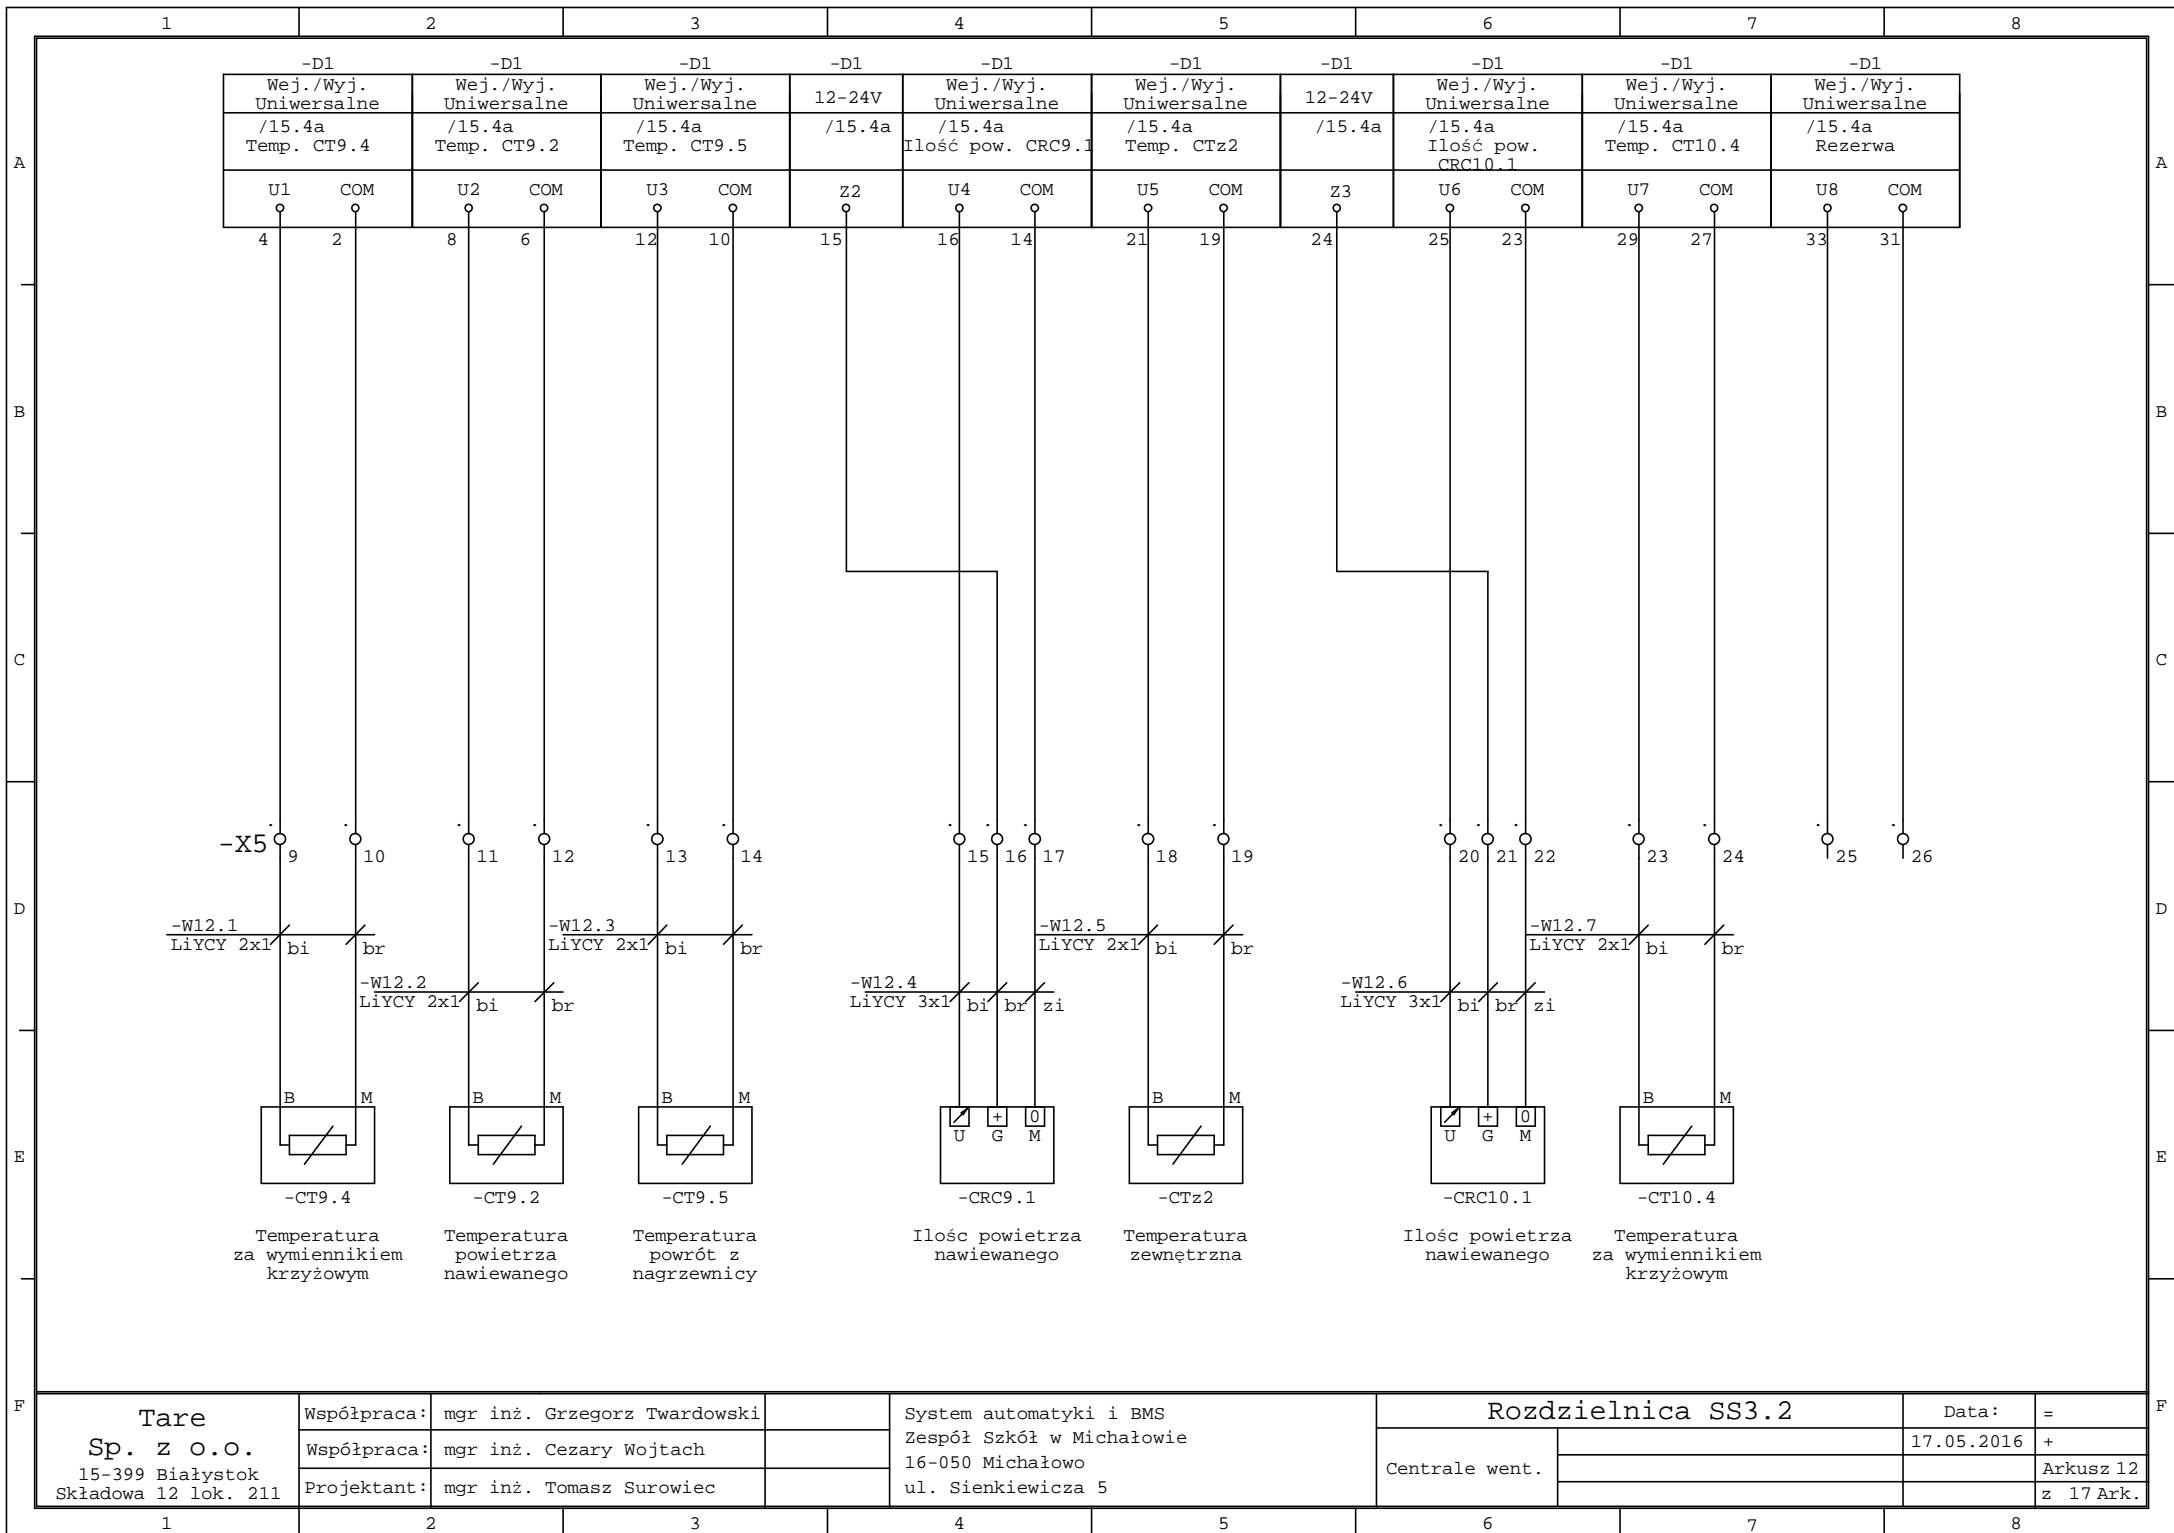 1 2 3 4 5 6 7 8
-D1 -D1 -D1 -D1 -D1 -D1 -D1 -D1 -D1 -D1
Wej./Wyj. Wej./Wyj. Wej./Wyj. Wej./Wyj. Wej./Wyj. Wej./Wyj. Wej./Wyj. Wej./Wyj.
Uniwersalne Uniwersalne Uniwersalne 12-24V Uniwersalne Uniwersalne 12-24V Uniwersalne Uniwersalne Uniwersalne
/15.4a /15.4a /15.4a /15.4a /15.4a /15.4a /15.4a /15.4a /15.4a /15.4a
Temp. CT9.4 Temp. CT9.2 Temp. CT9.5 Ilość pow. CRC9.1 Temp. CTz2 Ilość pow. Temp. CT10.4 Rezerwa
CRC10.1
A A
U1 COM U2 COM U3 COM Z2 U4 COM U5 COM Z3 U6 COM U7 COM U8 COM
4 2 8 6 12 10 15 16 14 21 19 24 25 23 29 27 33 31
B B
C C
-X5 9 10 11 12 13 14 15 16 17 18 19 20 21 22 23 24 25 26
D D
-W12.1 -W12.3 -W12.5 -W12.7
LiYCY 2x1 bi br LiYCY 2x1 bi br LiYCY 2x1 bi br LiYCY 2x1 bi br
-W12.2 -W12.4 -W12.6
LiYCY 2x1 bi br LiYCY 3x1 bi br zi LiYCY 3x1 bi br zi
B M B M B M B M B M
+ 0 + 0
U G M U G M
E E
-CT9.4 -CT9.2 -CT9.5 -CRC9.1 -CTz2 -CRC10.1 -CT10.4
Temperatura Temperatura Temperatura Ilośc powietrza Temperatura Ilośc powietrza Temperatura
za wymiennikiem powietrza powrót z nawiewanego zewnętrzna nawiewanego za wymiennikiem
krzyżowym nawiewanego nagrzewnicy krzyżowym
F F
Tare
Sp. z o.o.
15-399 Białystok
Składowa 12 lok. 211
Współpraca: mgr inż. Grzegorz Twardowski
Współpraca: mgr inż. Cezary Wojtach
Projektant: mgr inż. Tomasz Surowiec
System automatyki i BMS
Zespół Szkół w Michałowie
16-050 Michałowo
ul. Sienkiewicza 5
Rozdzielnica SS3.2
Centrale went.
Data: =
17.05.2016 +
Arkusz 12
z 17 Ark.
1 2 3 4 5 6 7 8